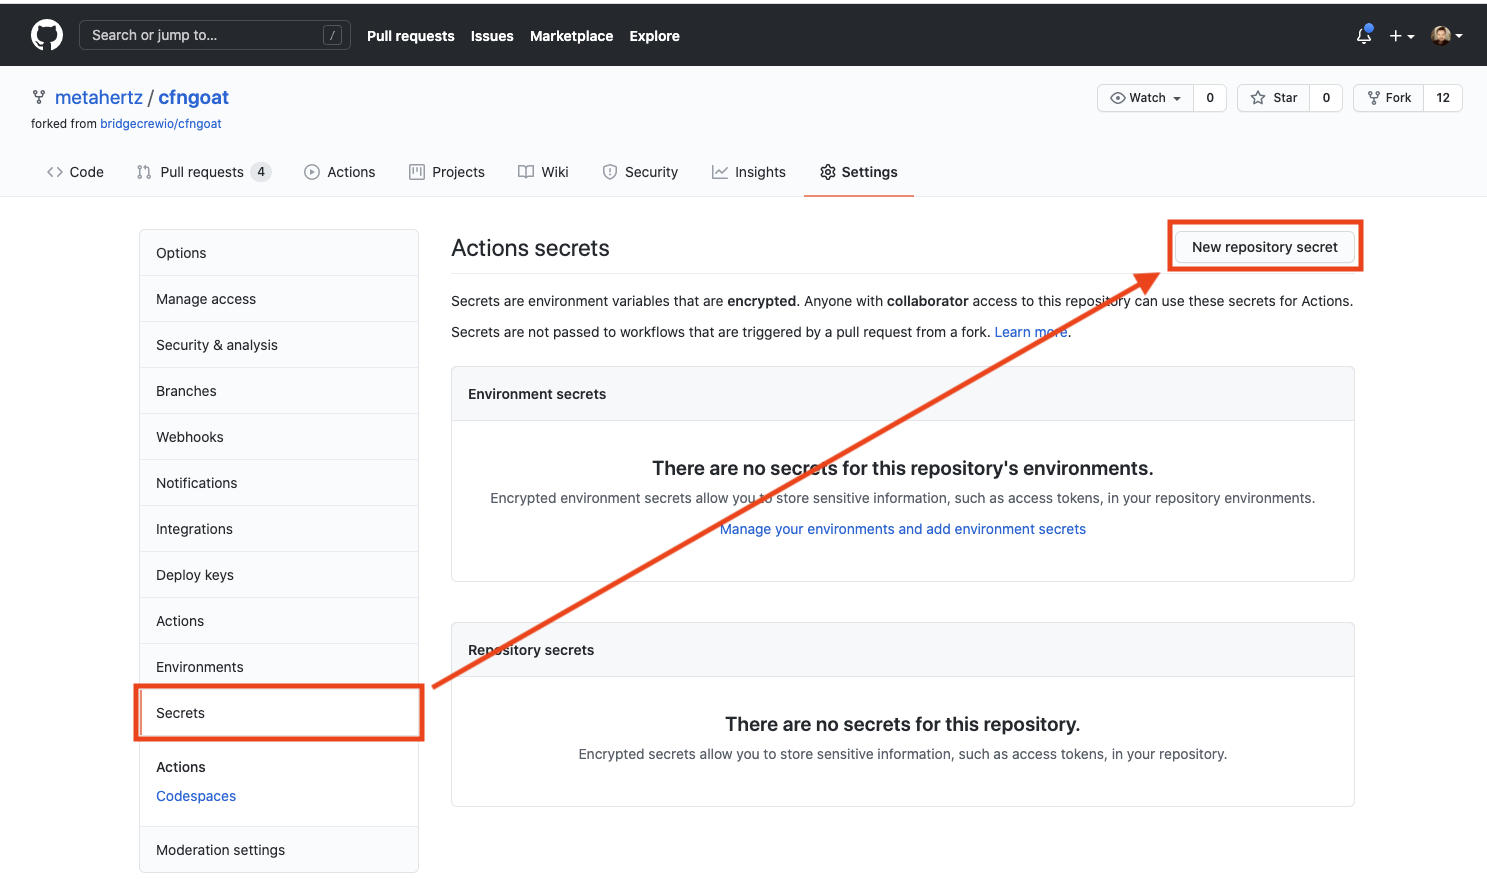 Search or jump to... /
Pull requests Issues Marketplace Explore
metahertz / cfngoat
forked from bridgecrewio/cfngoat
Watch 0 Star 0 Fork 12
Code Pull requests 4 Actions Projects Wiki Security Insights Settings
Options
Manage access
Security & analysis
Branches
Webhooks
Notifications
Integrations
Deploy keys
Actions
Environments
Secrets
Actions
Codespaces
Moderation settings
Actions secrets
New repository secret
Secrets are environment variables that are encrypted. Anyone with collaborator access to this repository can use these secrets for Actions.
Secrets are not passed to workflows that are triggered by a pull request from a fork. Learn more.
Environment secrets
There are no secrets for this repository's environments.
Encrypted environment secrets allow you to store sensitive information, such as access tokens, in your repository environments.
Manage your environments and add environment secrets
Repository secrets
There are no secrets for this repository.
Encrypted secrets allow you to store sensitive information, such as access tokens, in your repository.